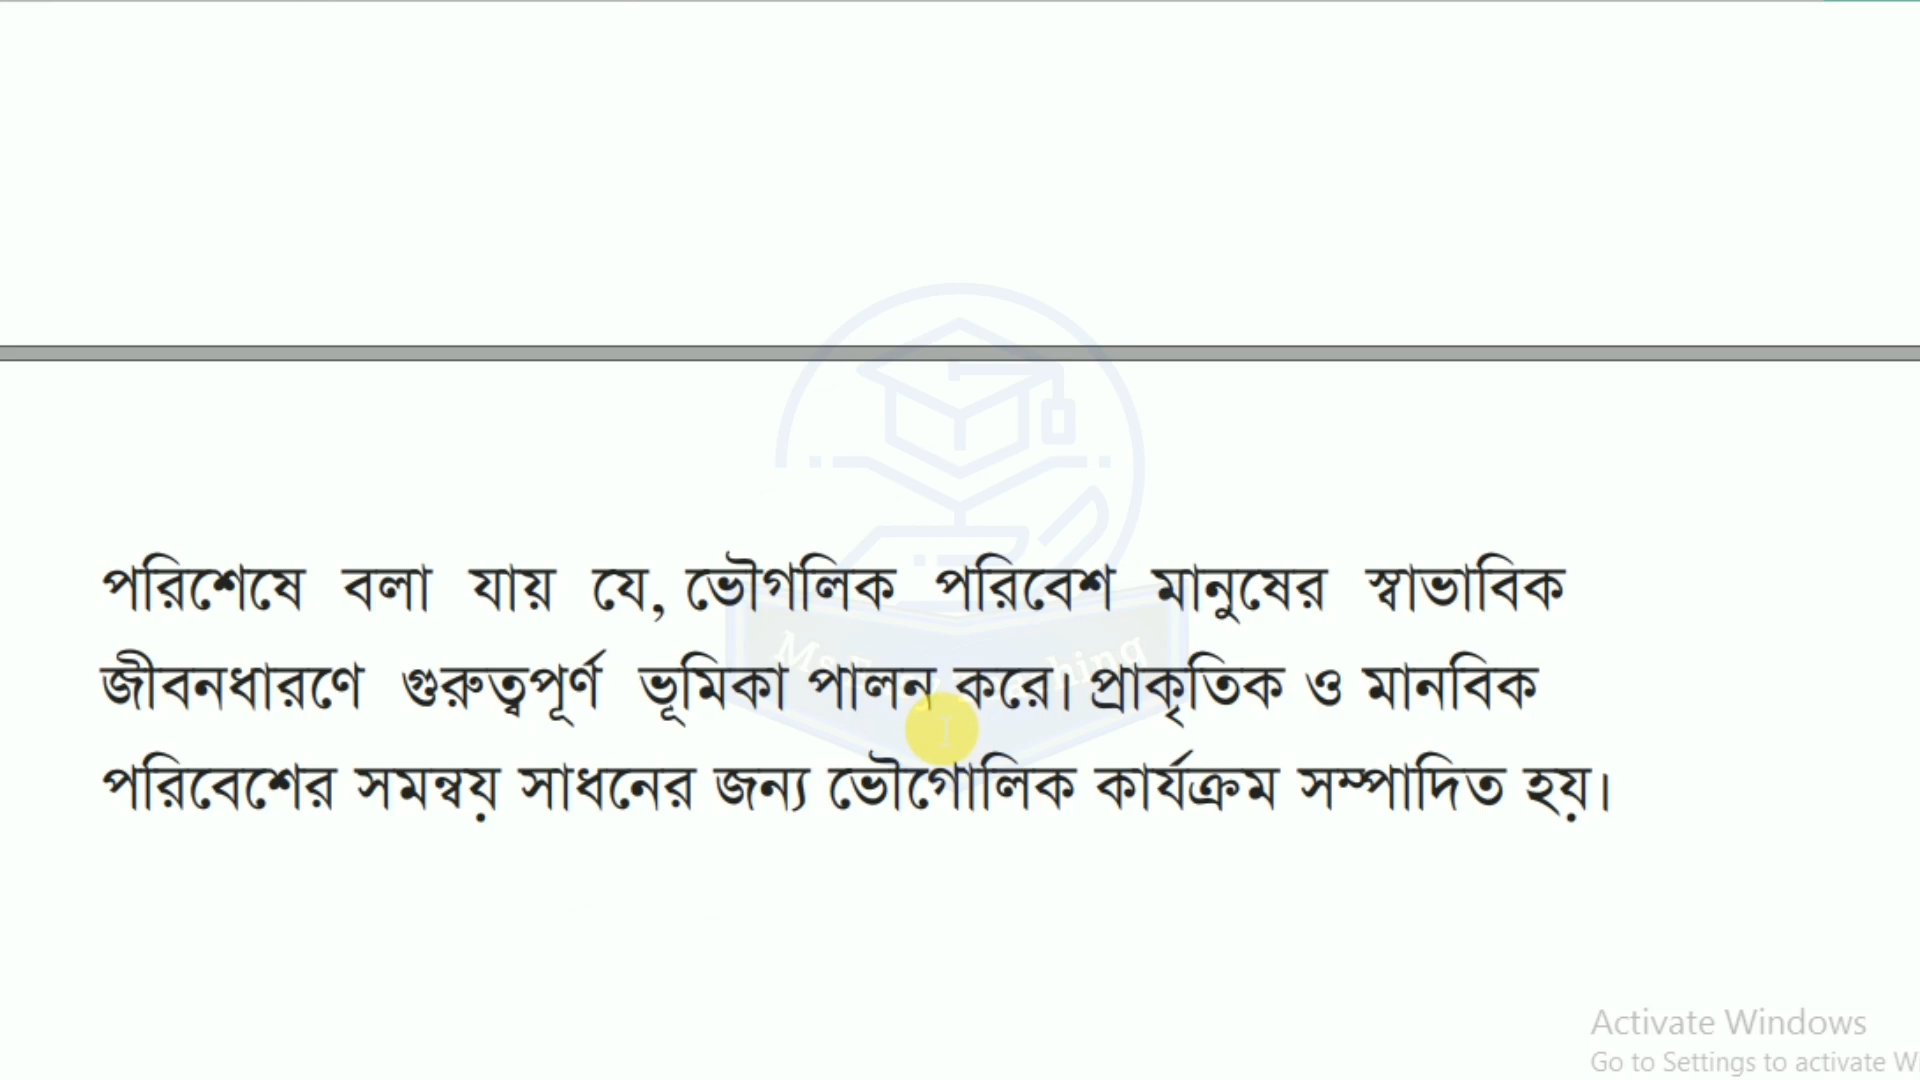 পরিশেষে বলা যায় যে, ভৌগলিক পরিবেশ মানুষের স্বাভাবিক
জীবনধারণে গুরুত্বপূর্ণ ভূমিকা পালন করে। প্রাকৃতিক ও মানবিক
পরিবেশের সমন্বয় সাধনের জন্য ভৌগোলিক কার্যক্রম সম্পাদিত হয়।
Activate Windows
Go to Settings to activate W